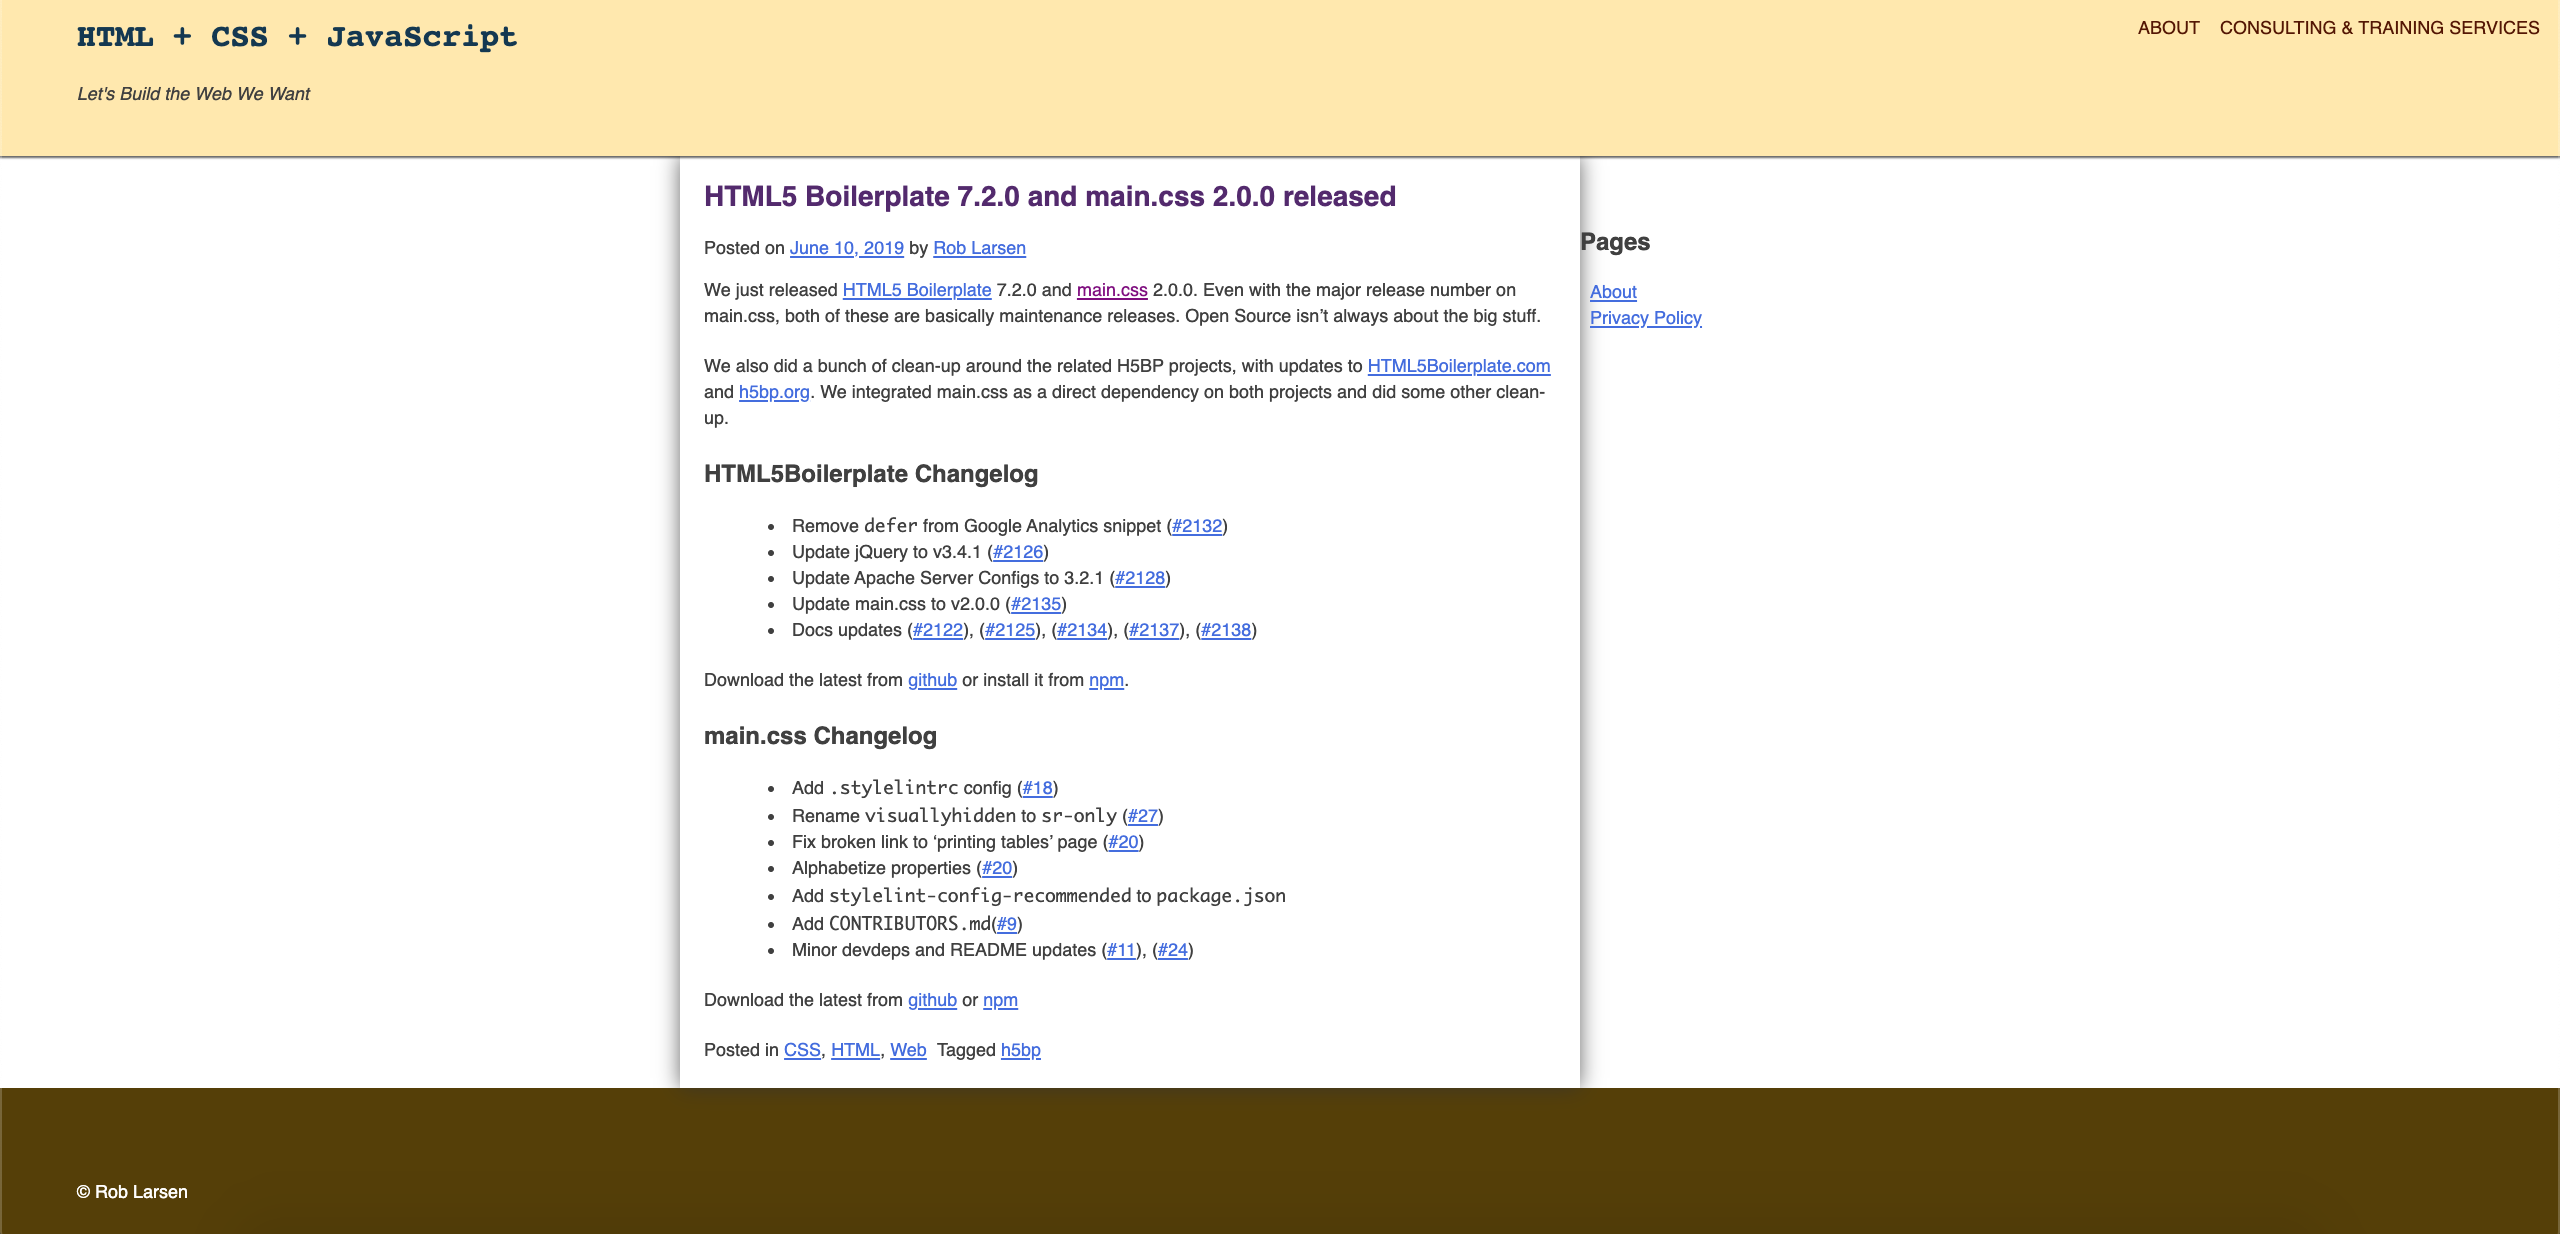 HTML + CSS + JavaScript
ABOUT CONSULTING & TRAINING SERVICES
Let's Build the Web We Want
HTML5 Boilerplate 7.2.0 and main.css 2.0.0 released
Posted on June 10, 2019 by Rob Larsen
We just released HTML5 Boilerplate 7.2.0 and main.css 2.0.0. Even with the major release number on
main.css, both of these are basically maintenance releases. Open Source isn’t always about the big stuff.
We also did a bunch of clean-up around the related H5BP projects, with updates to HTML5Boilerplate.com
and h5bp.org. We integrated main.css as a direct dependency on both projects and did some other clean-
up.
HTML5Boilerplate Changelog
• Remove defer from Google Analytics snippet (#2132)
• Update jQuery to v3.4.1 (#2126)
• Update Apache Server Configs to 3.2.1 (#2128)
• Update main.css to v2.0.0 (#2135)
• Docs updates (#2122), (#2125), (#2134), (#2137), (#2138)
Download the latest from github or install it from npm.
main.css Changelog
• Add .stylelintrc config (#18)
• Rename visuallyhidden to sr-only (#27)
• Fix broken link to ‘printing tables’ page (#20)
• Alphabetize properties (#20)
• Add stylelint-config-recommended to package.json
• Add CONTRIBUTORS.md(#9)
• Minor devdeps and README updates (#11), (#24)
Download the latest from github or npm
Posted in CSS, HTML, Web Tagged h5bp
Pages
About
Privacy Policy
© Rob Larsen